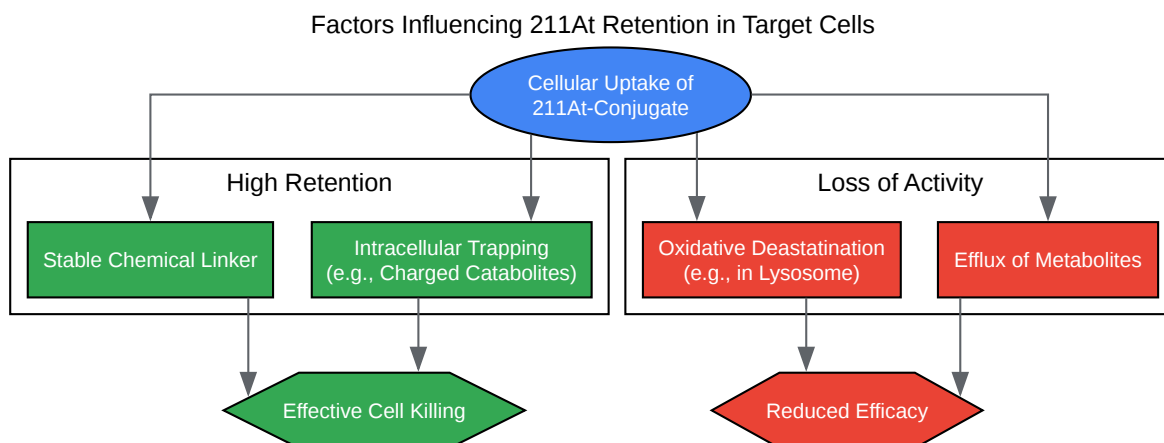 Factors Influencing 211At Retention in Target Cells
Cellular Uptake of
211At-Conjugate
High Retention
Loss of Activity
Stable Chemical Linker
Intracellular Trapping
(e.g., Charged Catabolites)
Oxidative Deastatination
(e.g., in Lysosome)
Efflux of Metabolites
Effective Cell Killing
Reduced Efficacy